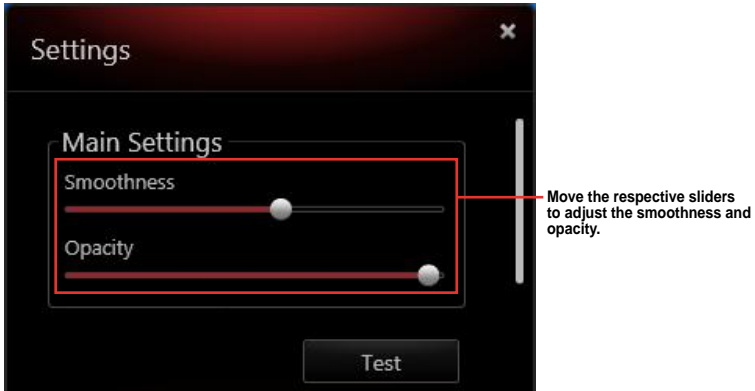 Settings
Main Settings
Smoothness
Opacity
Test
Move the respective sliders
to adjust the smoothness and
opacity.